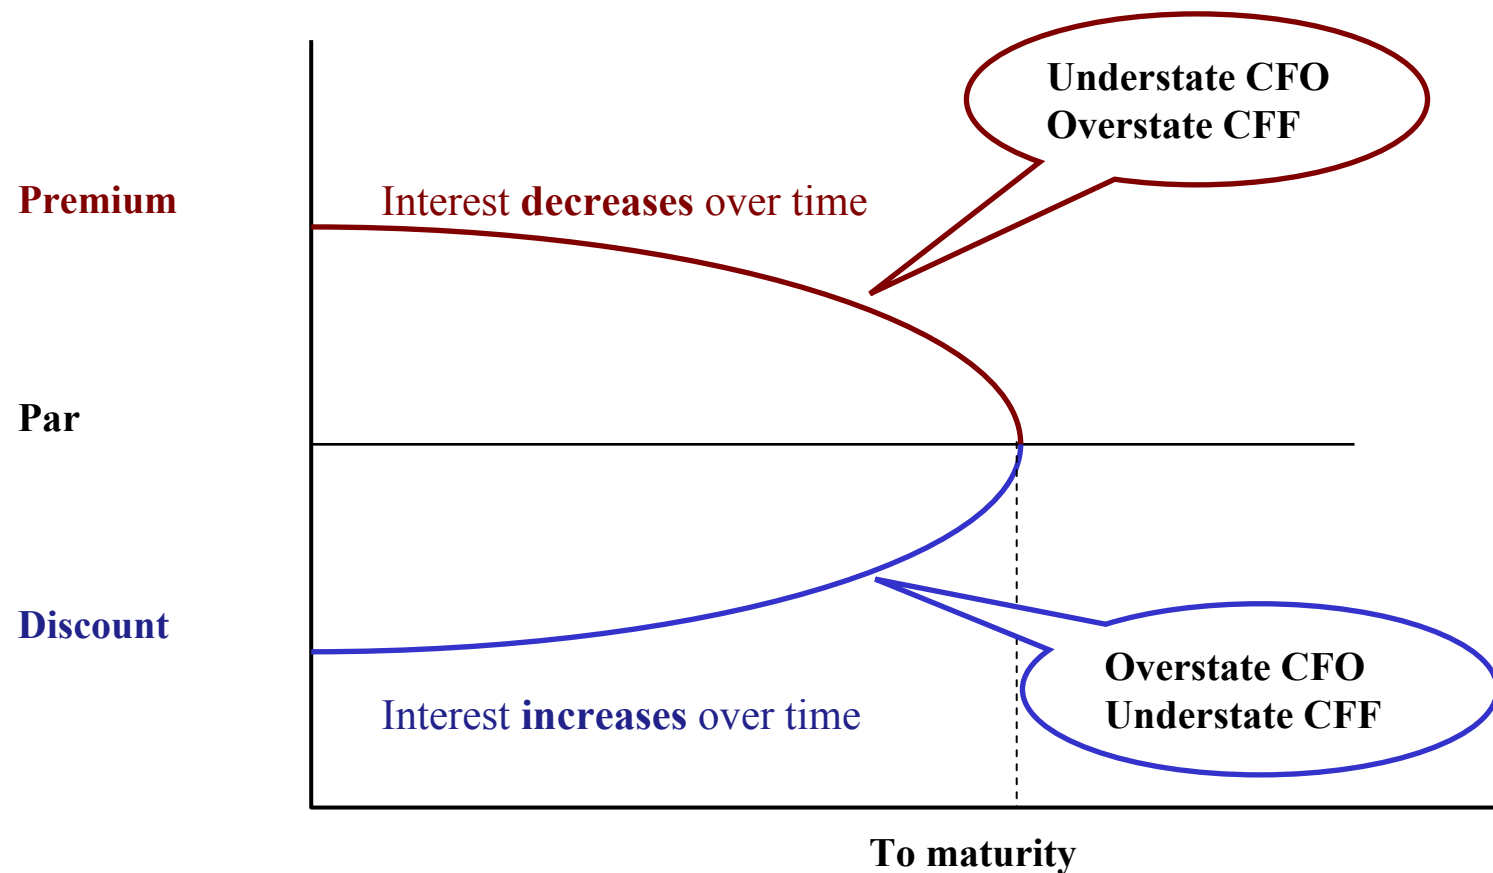 Understate CFO
Overstate CFF
Premium
Interest decreases over time
Par
Discount
Overstate CFO
Understate CFF
Interest increases over time
To maturity